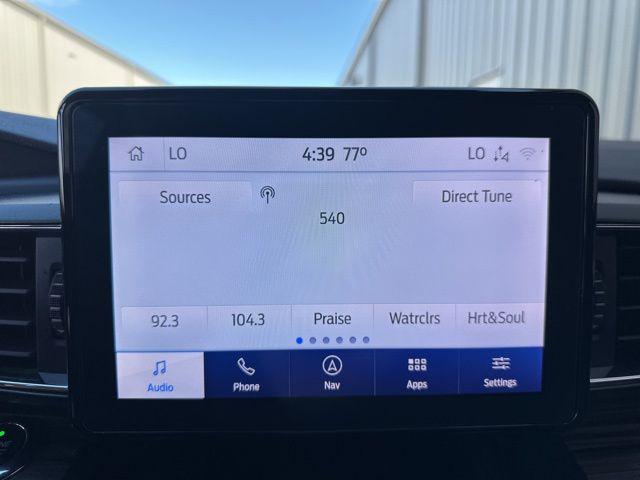 LO 4:39 77° LO
Sources Direct Tune
540
92.3 104.3 Praise Watrclrs Hrt&Soul
Audio Phone Nav Apps Settings